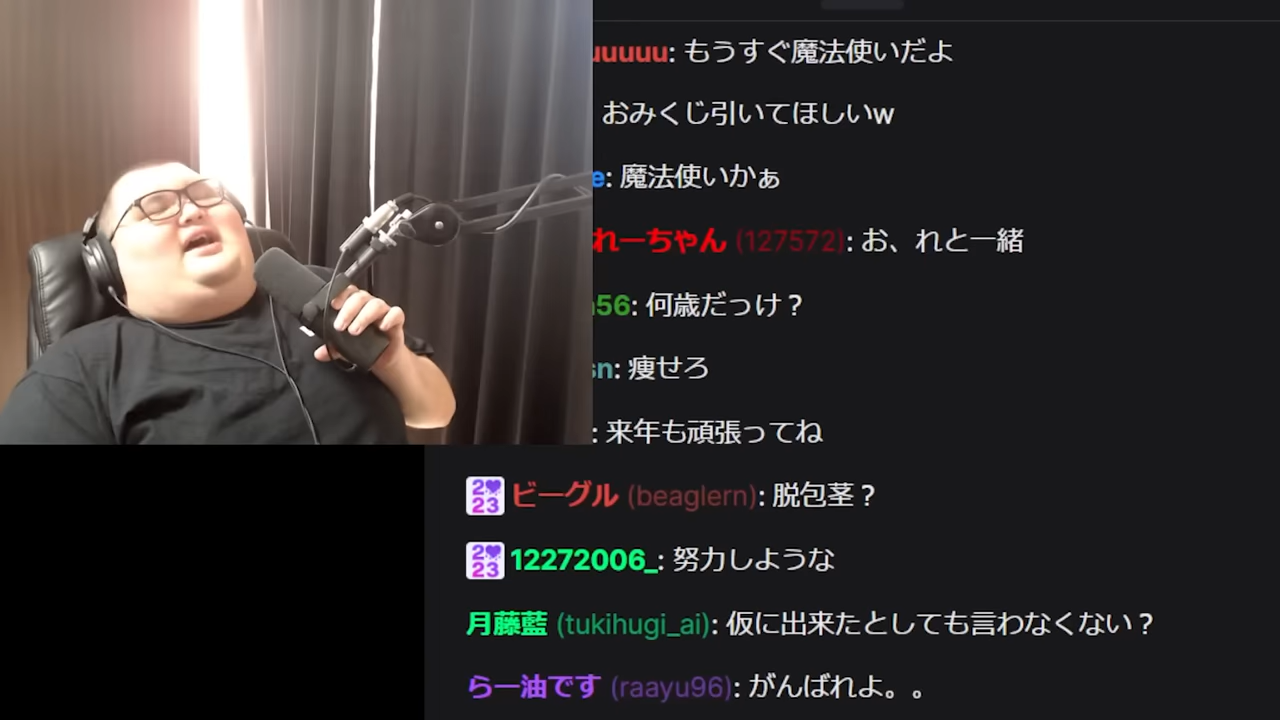 uuuuu: もうすぐ魔法使いだよ
おみくじ引いてほしいw
e: 魔法使いかぁ
れーちゃん (127572): お、れと一緒
56: 何歳だっけ？
sn: 痩せろ
: 来年も頑張ってね
2023 ビーグル (beaglern): 脱包茎？
2023 12272006_: 努力しような
月藤藍 (tukihugi_ai): 仮に出来たとしても言わなくない？
らー油です (raayu96): がんばれよ。。